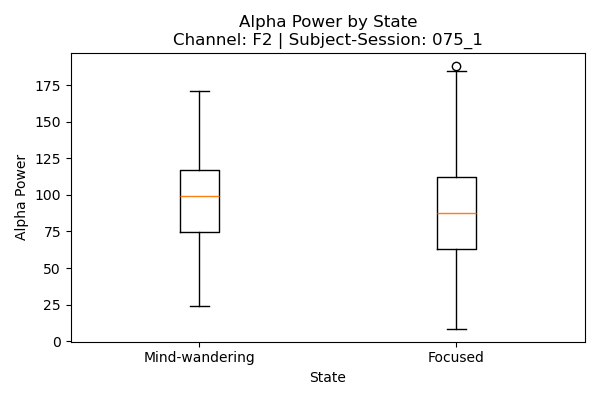 Alpha Power by State
Channel: F2 | Subject-Session: 075_1
175
150
125
100
75
50
25
0
Alpha Power
Mind-wandering
Focused
State